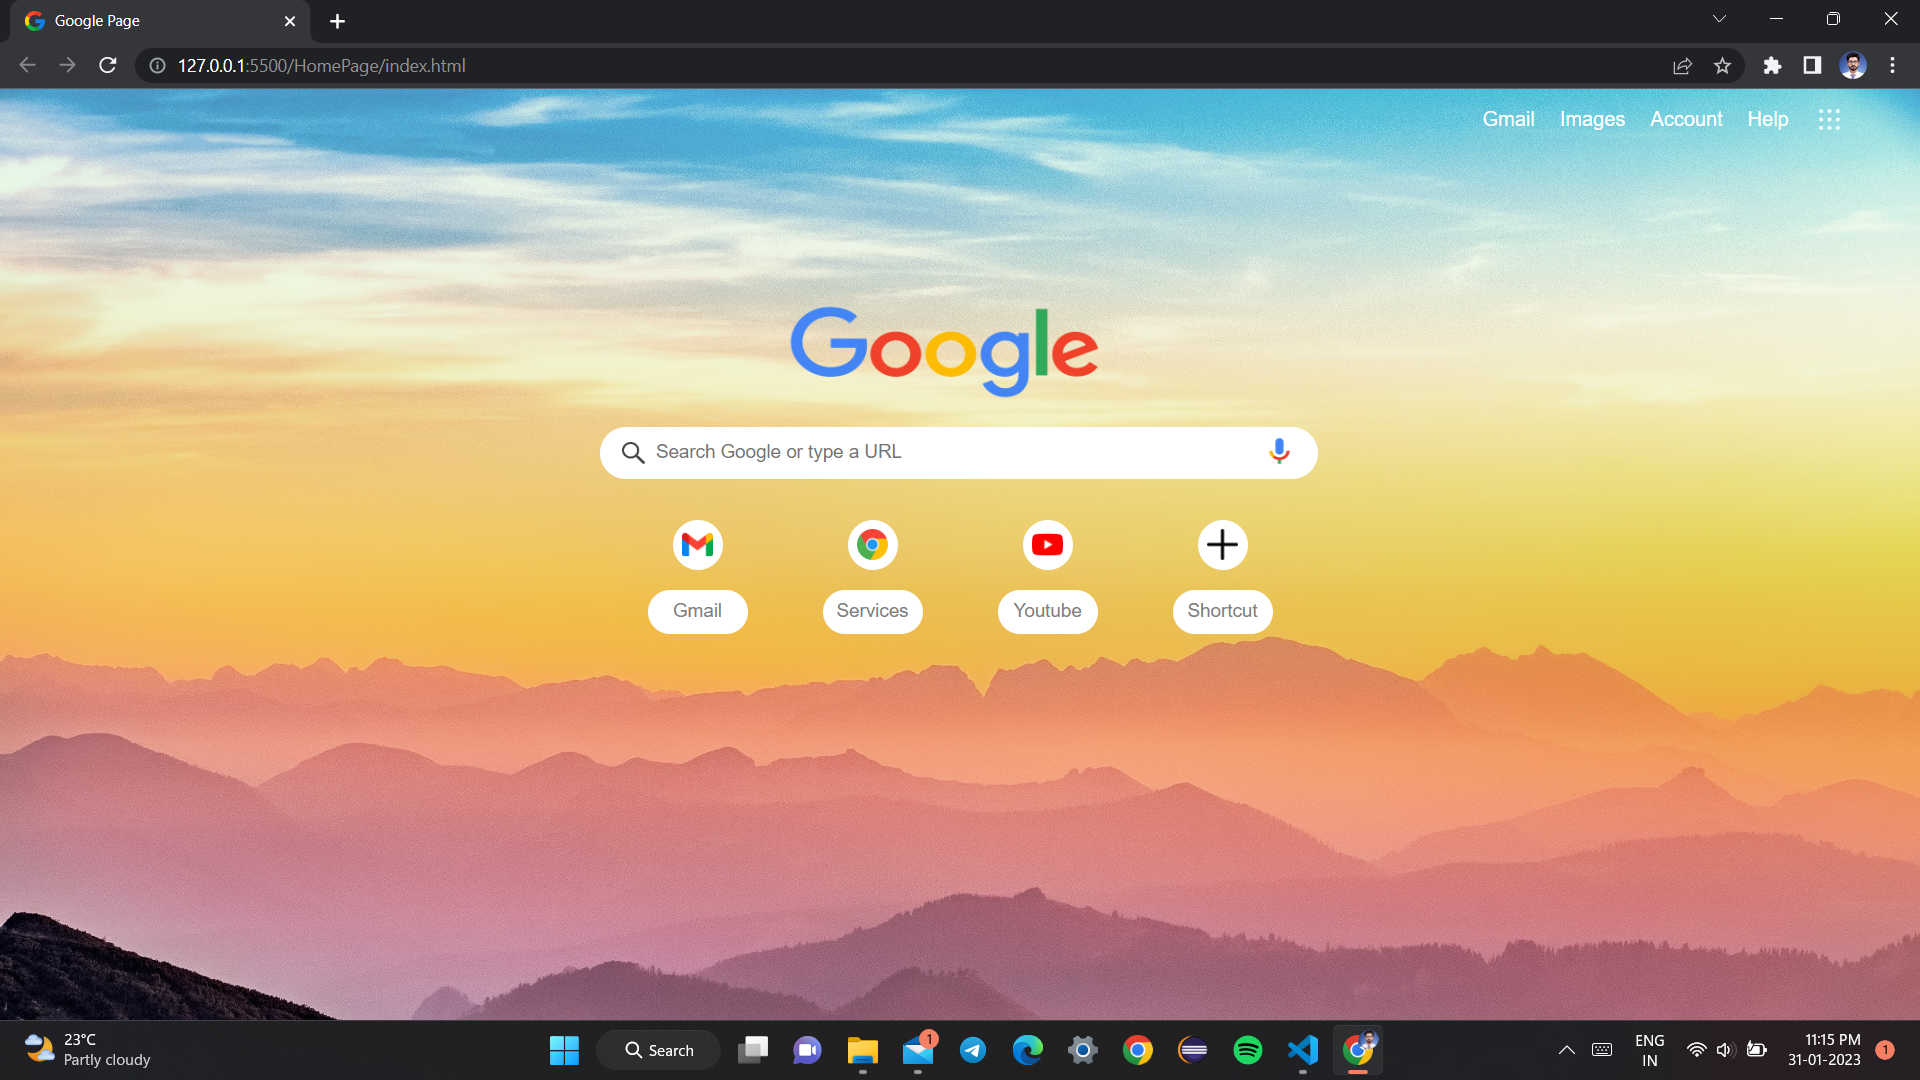 Google Page
127.0.0.1:5500/HomePage/index.html
Gmail Images Account Help
Google
Search Google or type a URL
Gmail Services Youtube Shortcut
23°C
Partly cloudy
Search
1
ENG
IN
11:15 PM
31-01-2023
1